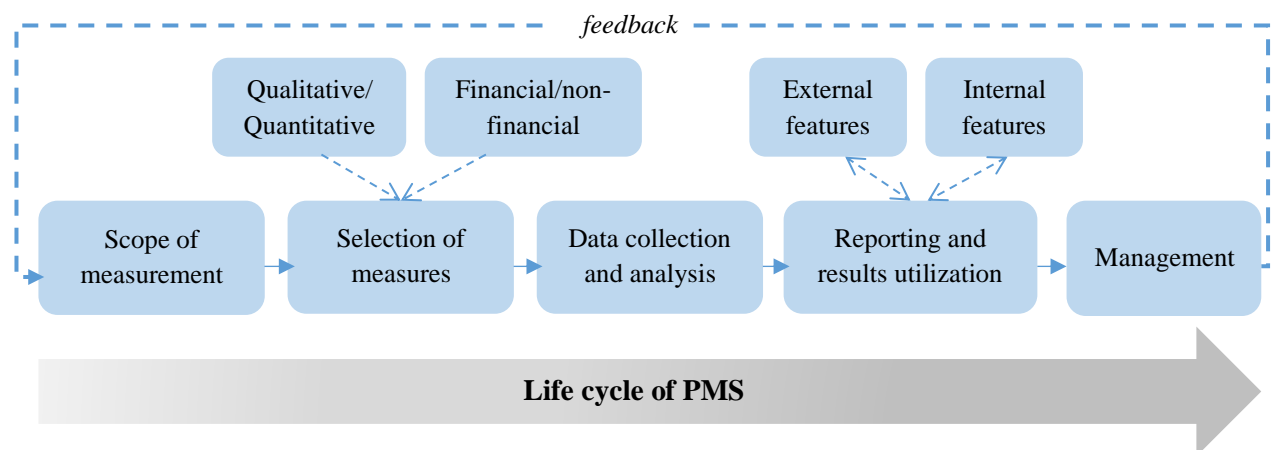 feedback
Qualitative/
Quantitative
Financial/non-
financial
External
features
Internal
features
Scope of
measurement
Selection of
measures
Data collection
and analysis
Reporting and
results utilization
Management
Life cycle of PMS